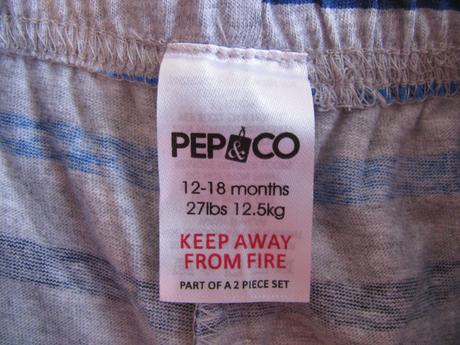 PEP&CO
12-18 months
27lbs 12.5kg
KEEP AWAY
FROM FIRE
PART OF A 2 PIECE SET